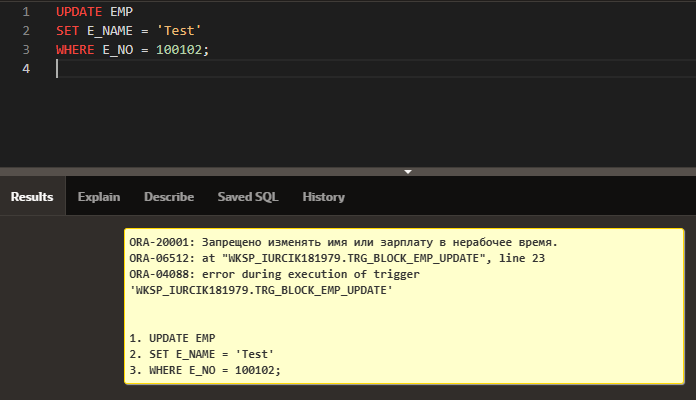 1 UPDATE EMP
2 SET E_NAME = 'Test'
3 WHERE E_NO = 100102;
4
Results Explain Describe Saved SQL History
ORA-20001: Запрещено изменять имя или зарплату в нерабочее время.
ORA-06512: at "WKSP_IURCIK181979.TRG_BLOCK_EMP_UPDATE", line 23
ORA-04088: error during execution of trigger
'WKSP_IURCIK181979.TRG_BLOCK_EMP_UPDATE'
1. UPDATE EMP
2. SET E_NAME = 'Test'
3. WHERE E_NO = 100102;